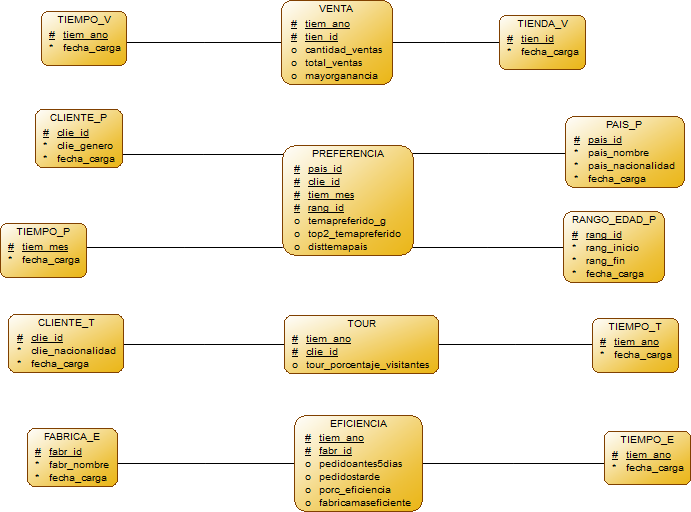 TIEMPO_V
# tiem_ano
* fecha_carga
VENTA
# tiem_ano
# tien_id
o cantidad_ventas
o total_ventas
o mayorganancia
TIENDA_V
# tien_id
* fecha_carga
CLIENTE_P
# clie_id
* clie_genero
* fecha_carga
PREFERENCIA
# pais_id
# clie_id
# tiem_mes
# rang_id
o temapreferido_g
o top2_temapreferido
o disttemapais
PAIS_P
# pais_id
* pais_nombre
* pais_nacionalidad
* fecha_carga
TIEMPO_P
# tiem_mes
* fecha_carga
RANGO_EDAD_P
# rang_id
* rang_inicio
* rang_fin
* fecha_carga
CLIENTE_T
# clie_id
* clie_nacionalidad
* fecha_carga
TOUR
# tiem_ano
# clie_id
o tour_porcentaje_visitantes
TIEMPO_T
# tiem_ano
* fecha_carga
FABRICA_E
# fabr_id
* fabr_nombre
* fecha_carga
EFICIENCIA
# tiem_ano
# fabr_id
o pedidoantes5dias
o pedidostarde
o porc_eficiencia
o fabricamaseficiente
TIEMPO_E
# tiem_ano
* fecha_carga